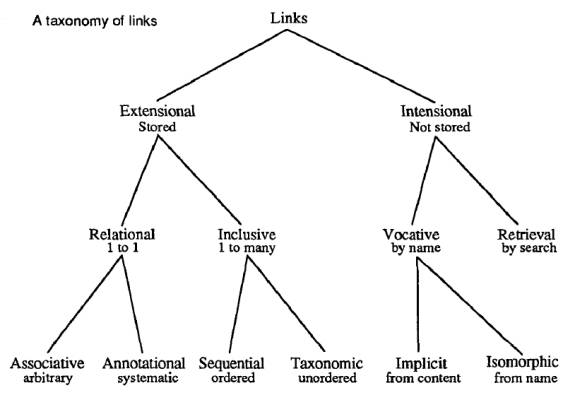 A taxonomy of links
Links
Extensional
Stored
Intensional
Not stored
Relational
1 to 1
Inclusive
1 to many
Vocative
by name
Retrieval
by search
Associative
arbitrary
Annotational
systematic
Sequential
ordered
Taxonomic
unordered
Implicit
from content
Isomorphic
from name